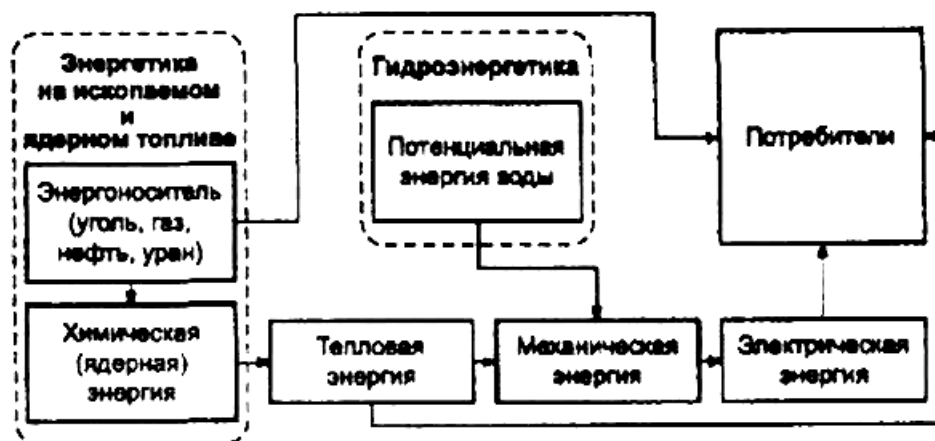 Энергетика
на ископаемом
и
ядерном топливе
Энергоноситель
(уголь, газ,
нефть, уран)
Химическая
(ядерная)
энергия
Гидроэнергетика
Потенциальная
энергия воды
Потребители
Тепловая
энергия
Механическая
энергия
Электрическая
энергия